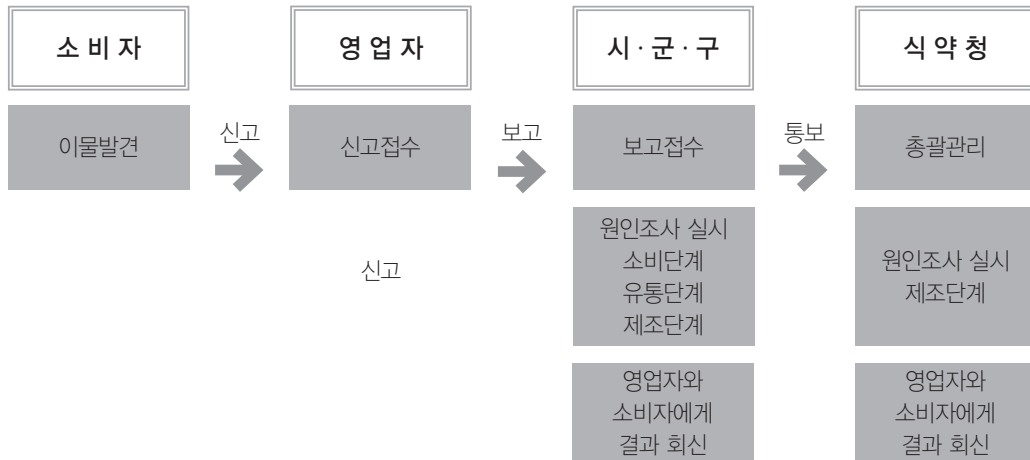 소 비 자
영 업 자
시 · 군 · 구
식 약 청
이물발견
신고
신고접수
보고
보고접수
통보
총괄관리
신고
원인조사 실시
소비단계
유통단계
제조단계
원인조사 실시
제조단계
영업자와
소비자에게
결과 회신
영업자와
소비자에게
결과 회신